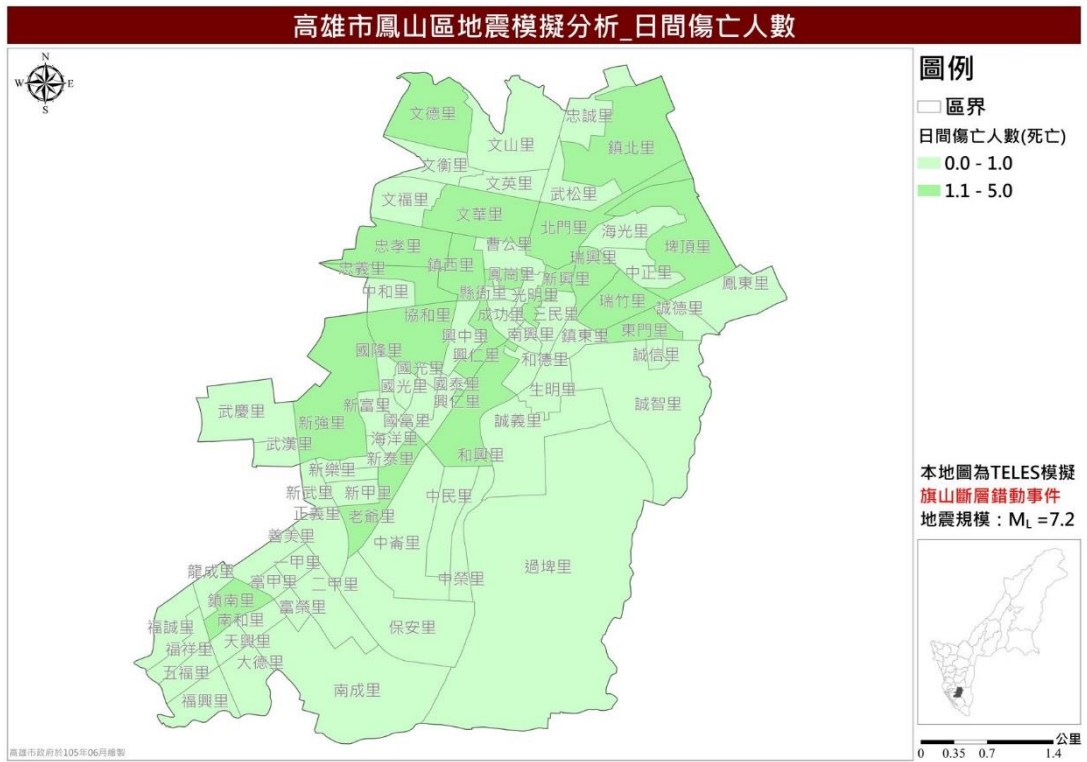 高雄市鳳山區地震模擬分析_日間傷亡人數
N
W
E
S
圖例
區界
日間傷亡人數(死亡)
0.0 - 1.0
1.1 - 5.0
文德里
忠誠里
文山里
鎮北里
文衡里
文英里
武松里
文福里
文華里
北門里
海光里
忠孝里
曹公里
埤頂里
忠義里
鎮西里
瑞興里
鳳崗里
新興里
中正里
鳳東里
中和里
縣衙里
光明里
瑞竹里
誠德里
協和里
成功里
三民里
東門里
興中里
南興里
鎮東里
國隆里
興仁里
和德里
誠信里
國光里
國光里
國泰里
生明里
武慶里
新富里
興仁里
誠智里
新強里
國富里
誠義里
武漢里
海洋里
新泰里
和興里
新樂里
新武里
新甲里
中民里
正義里
老爺里
善美里
中崙里
龍成里
一甲里
富甲里
二甲里
中榮里
過埤里
鎮南里
富榮里
南和里
福誠里
保安里
福祥里
天興里
大德里
五福里
南成里
福興里
本地圖為TELES模擬
旗山斷層錯動事件
地震規模：ML =7.2
公里
0 0.35 0.7 1.4
高雄市政府於105年06月繪製